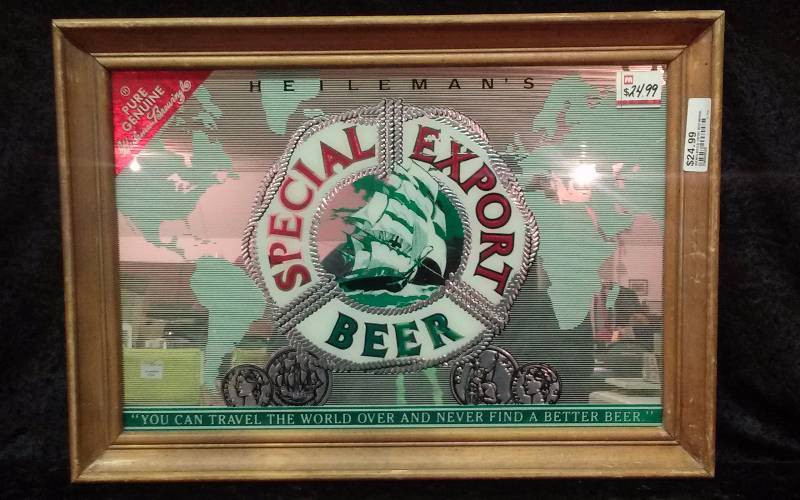 HEILEMAN'S
® PURE
GENUINE
Heileman Brewing ®
$24.99
$24.99
SPECIAL EXPORT
BEER
"YOU CAN TRAVEL THE WORLD OVER AND NEVER FIND A BETTER BEER."